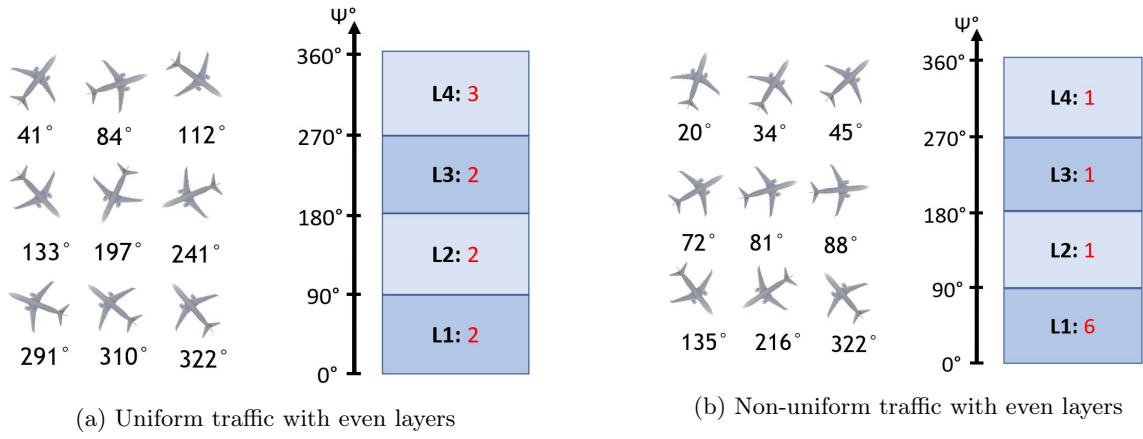 41° 84° 112°
133° 197° 241°
291° 310° 322°
Ψ°
360°
270°
180°
90°
0°
L4: 3
L3: 2
L2: 2
L1: 2
(a) Uniform traffic with even layers
20° 34° 45°
72° 81° 88°
135° 216° 322°
Ψ°
360°
270°
180°
90°
0°
L4: 1
L3: 1
L2: 1
L1: 6
(b) Non-uniform traffic with even layers